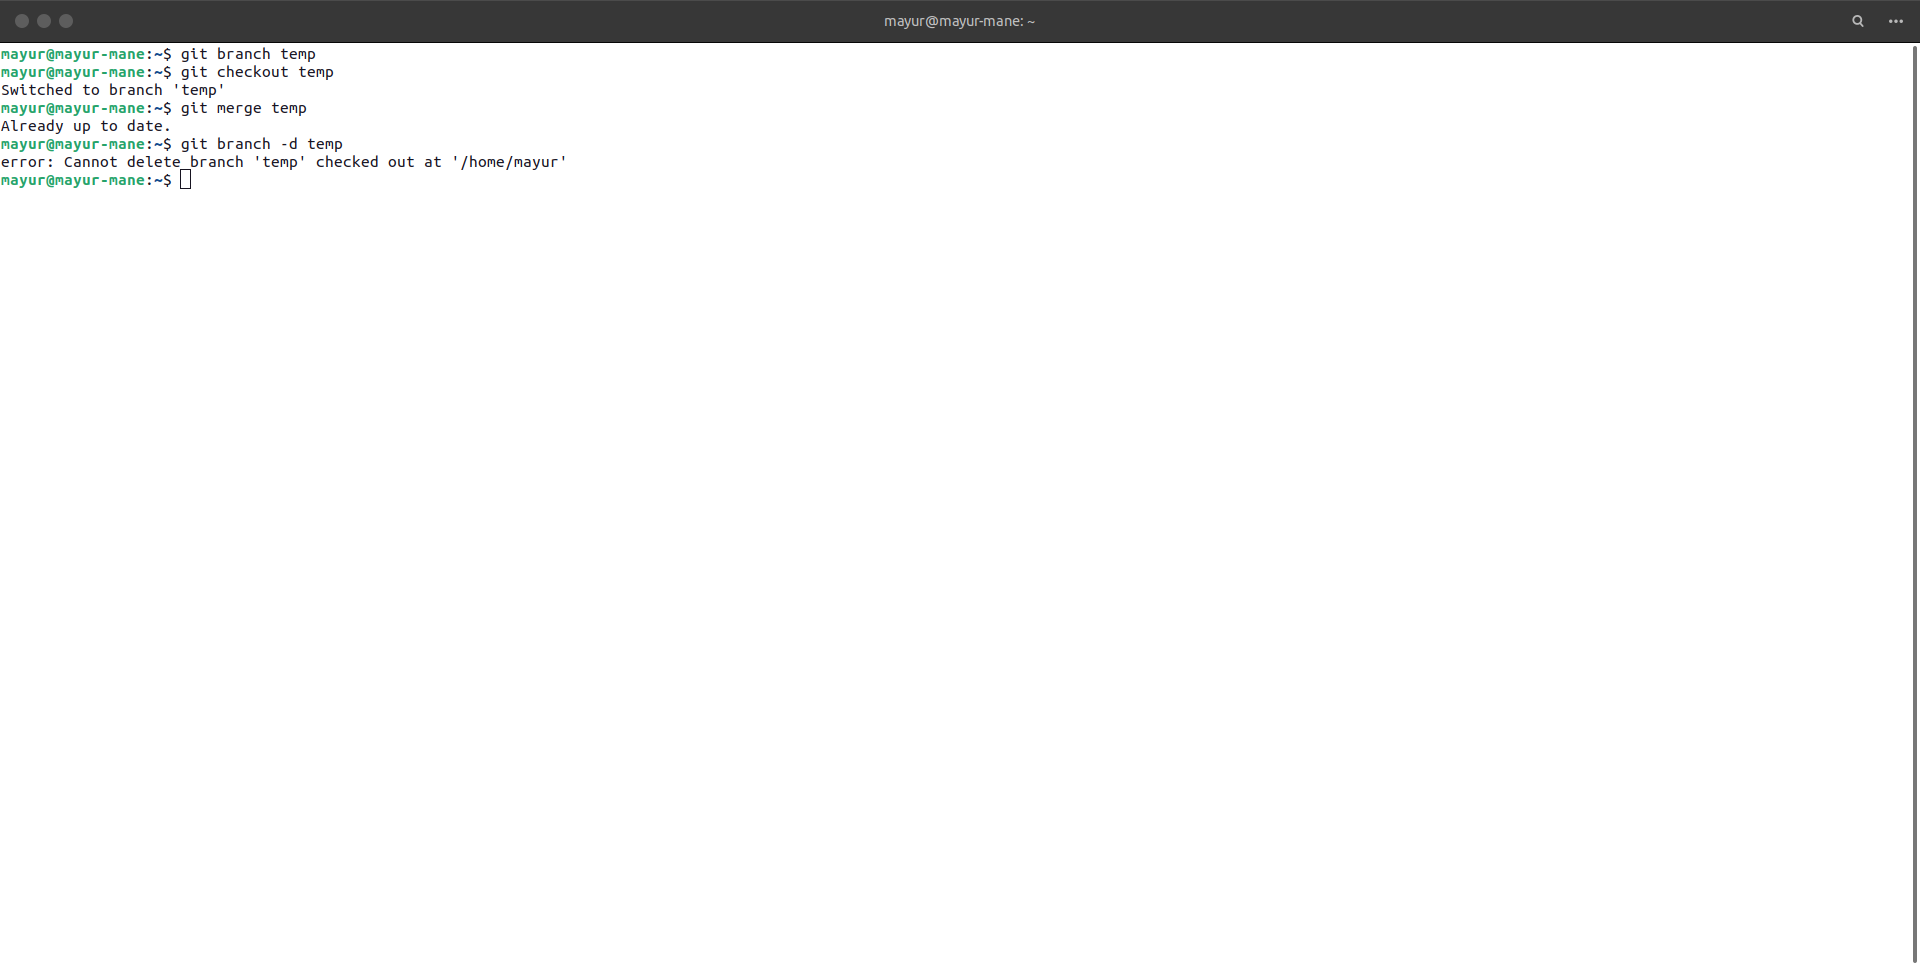 mayur@mayur-mane: ~
mayur@mayur-mane:~$ git branch temp
mayur@mayur-mane:~$ git checkout temp
Switched to branch 'temp'
mayur@mayur-mane:~$ git merge temp
Already up to date.
mayur@mayur-mane:~$ git branch -d temp
error: Cannot delete branch 'temp' checked out at '/home/mayur'
mayur@mayur-mane:~$